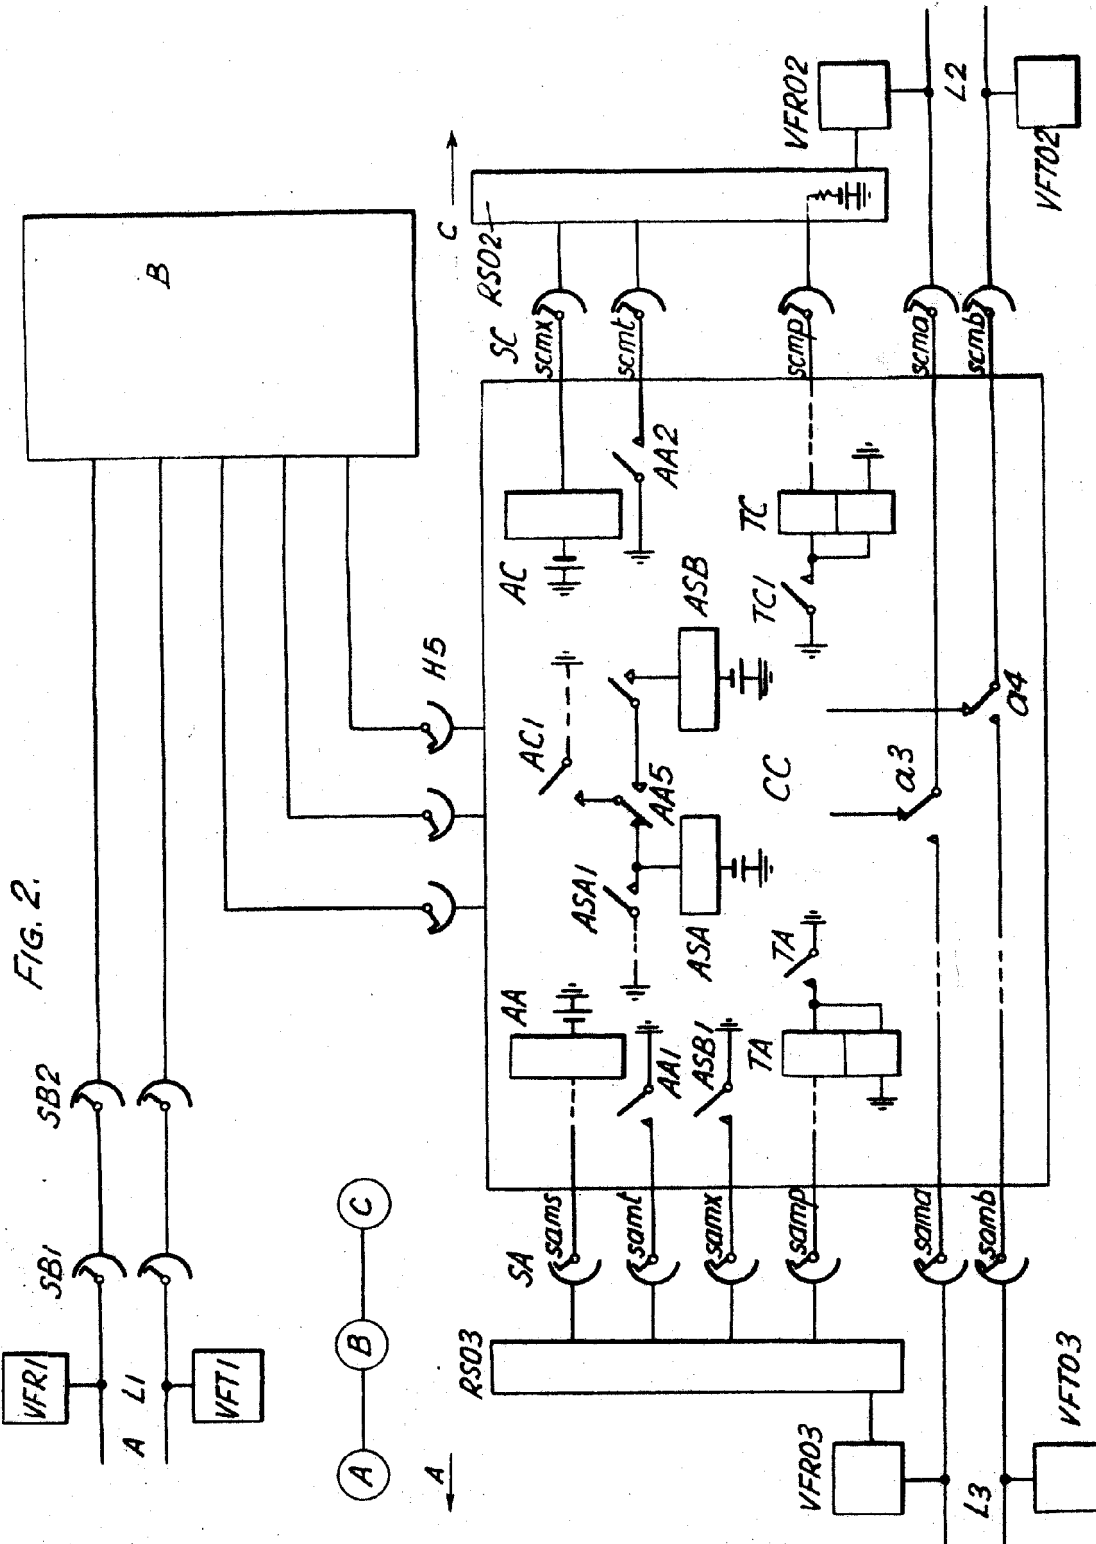 FIG. 2.
VFR1
A
L1
VFT1
SB1
SB2
B
A
B
C
A
H5
C
RS03
SA
sams
samt
samx
samp
sama
samb
VFR03
L3
VFT03
AA
AA1
ASB1
TA
TA
ASA1
ASA
AC1
AA5
ASB
CC
a3
a4
AC
AA2
TC1
TC
SC
scmx
scmt
scmp
scma
scmb
RS02
VFR02
L2
VFT02